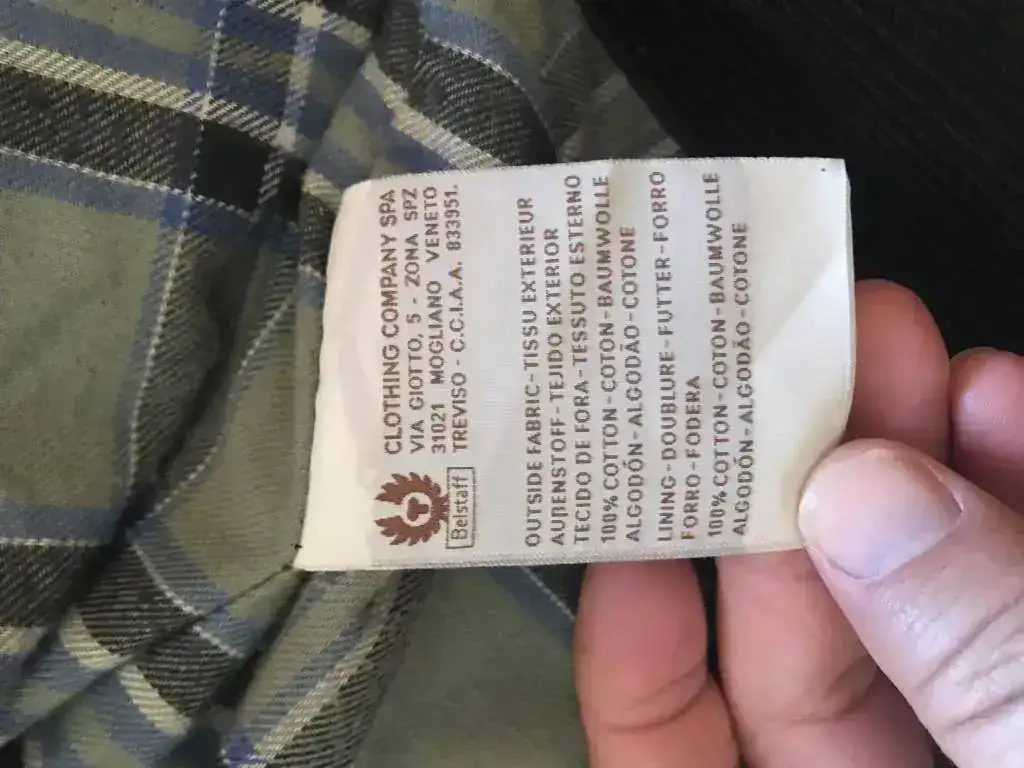 Belstaff
CLOTHING COMPANY SPA
VIA GIOTTO, 5 - ZONA SPZ
31021 MOGLIANO VENETO
TREVISO - C.C.I.A.A. 833951.
OUTSIDE FABRIC-TISSU EXTERIEUR
AUβENSTOFF-TEJIDO EXTERIOR
TECIDO DE FORA-TESSUTO ESTERNO
100% COTTON-COTON-BAUMWOLLE
ALGODÓN-ALGODÃO-COTONE
LINING-DOUBLURE-FUTTER-FORRO
FORRO-FODERA
100% COTTON-COTON-BAUMWOLLE
ALGODÓN-ALGODÃO-COTONE